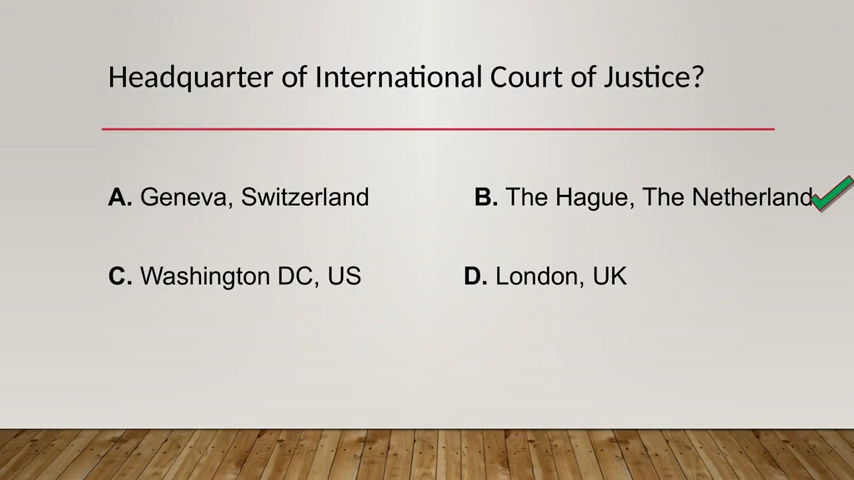 Headquarter of International Court of Justice?
A. Geneva, Switzerland B. The Hague, The Netherland
C. Washington DC, US D. London, UK